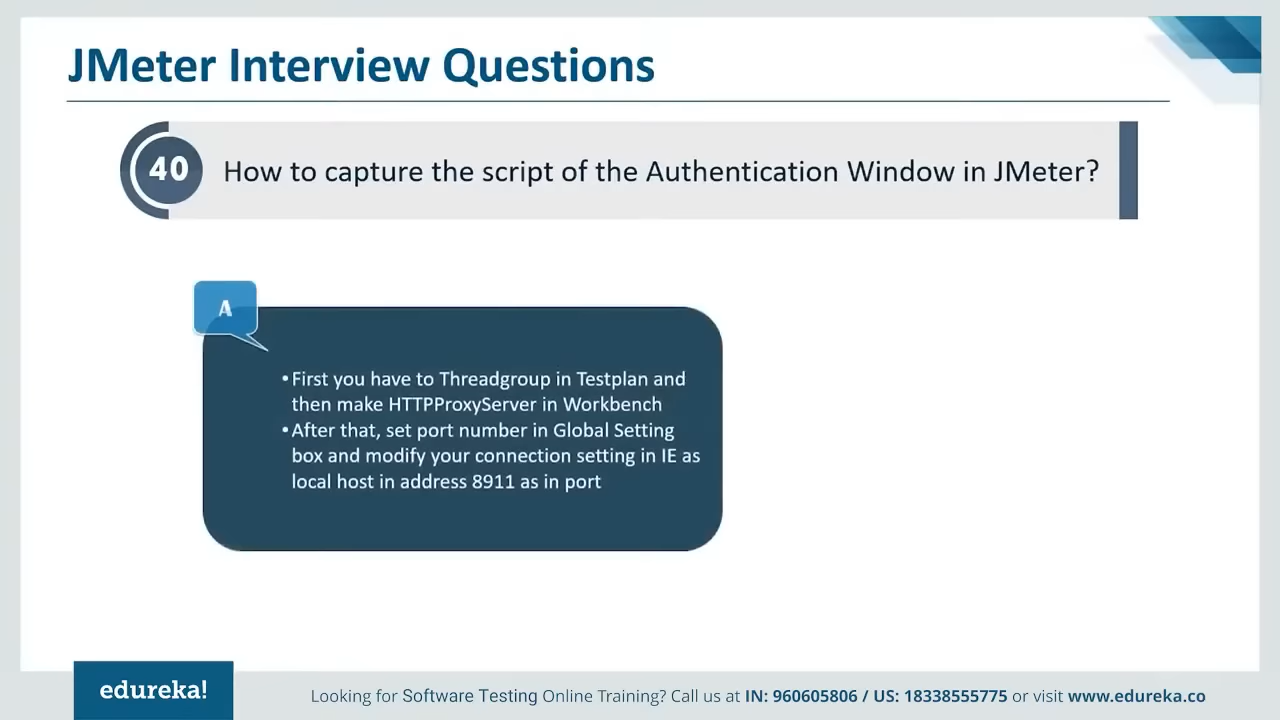 JMeter Interview Questions
40
How to capture the script of the Authentication Window in JMeter?
A
•First you have to Threadgroup in Testplan and
then make HTTPProxyServer in Workbench
•After that, set port number in Global Setting
box and modify your connection setting in IE as
local host in address 8911 as in port
edureka!
Looking for Software Testing Online Training? Call us at IN: 960605806 / US: 18338555775 or visit www.edureka.co